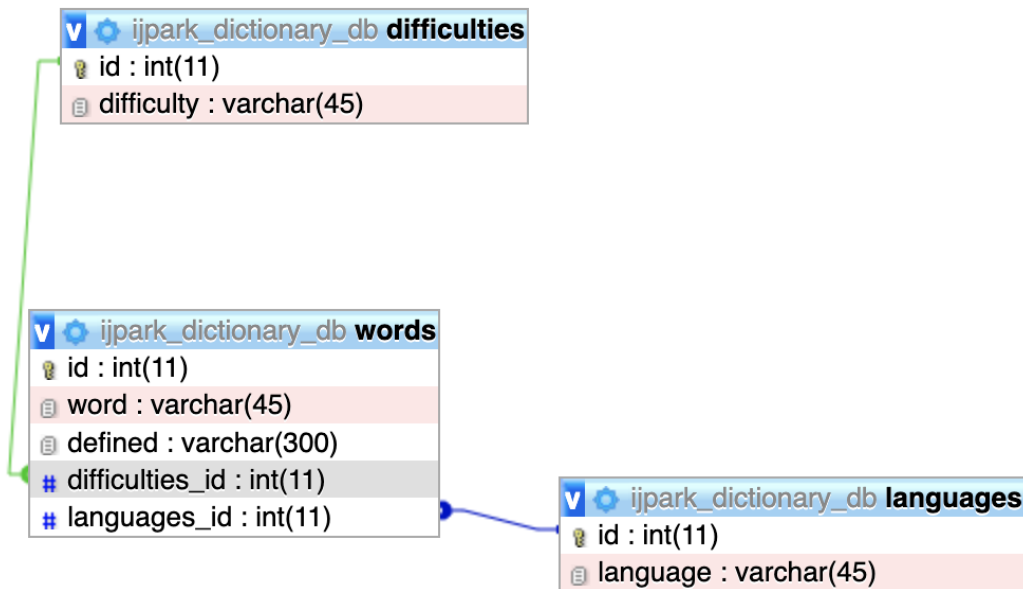 v ijpark_dictionary_db difficulties
id : int(11)
difficulty : varchar(45)
v ijpark_dictionary_db words
id : int(11)
word : varchar(45)
defined : varchar(300)
# difficulties_id : int(11)
# languages_id : int(11)
v ijpark_dictionary_db languages
id : int(11)
language : varchar(45)